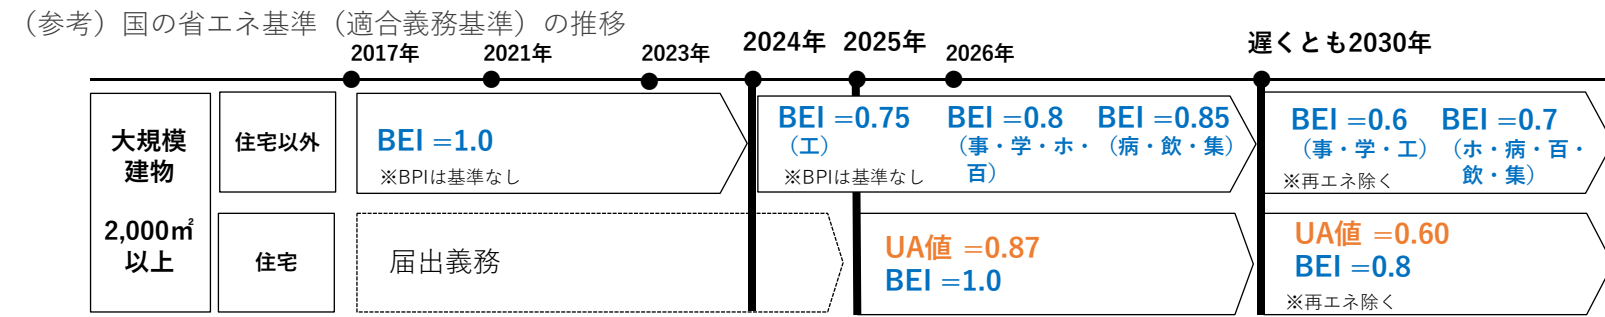 （参考）国の省エネ基準（適合義務基準）の推移
2017年
2021年
2023年
2024年
2025年
2026年
遅くとも2030年
大規模
建物
2,000㎡
以上
住宅以外
BEI＝1.0
※BPIは基準なし
BEI＝0.75
（工）
※BPIは基準なし
BEI＝0.8
（事・学・ホ・
百）
BEI＝0.85
（病・飲・集）
BEI＝0.6
（事・学・工）
※再エネ除く
BEI＝0.7
（ホ・病・百・
飲・集）
住宅
届出義務
UA値＝0.87
BEI＝1.0
UA値＝0.60
BEI＝0.8
※再エネ除く